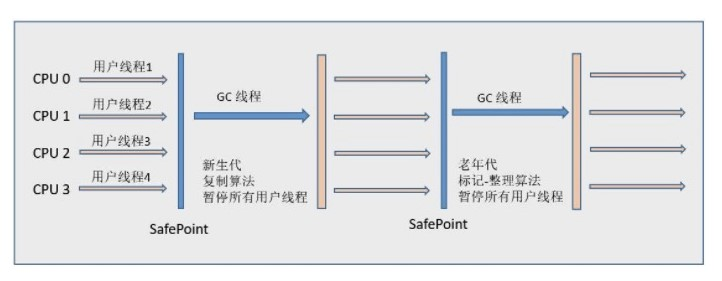 CPU 0
用户线程1
CPU 1
用户线程2
CPU 2
用户线程3
CPU 3
用户线程4
SafePoint
GC 线程
新生代
复制算法
暂停所有用户线程
SafePoint
GC 线程
老年代
标记-整理算法
暂停所有用户线程